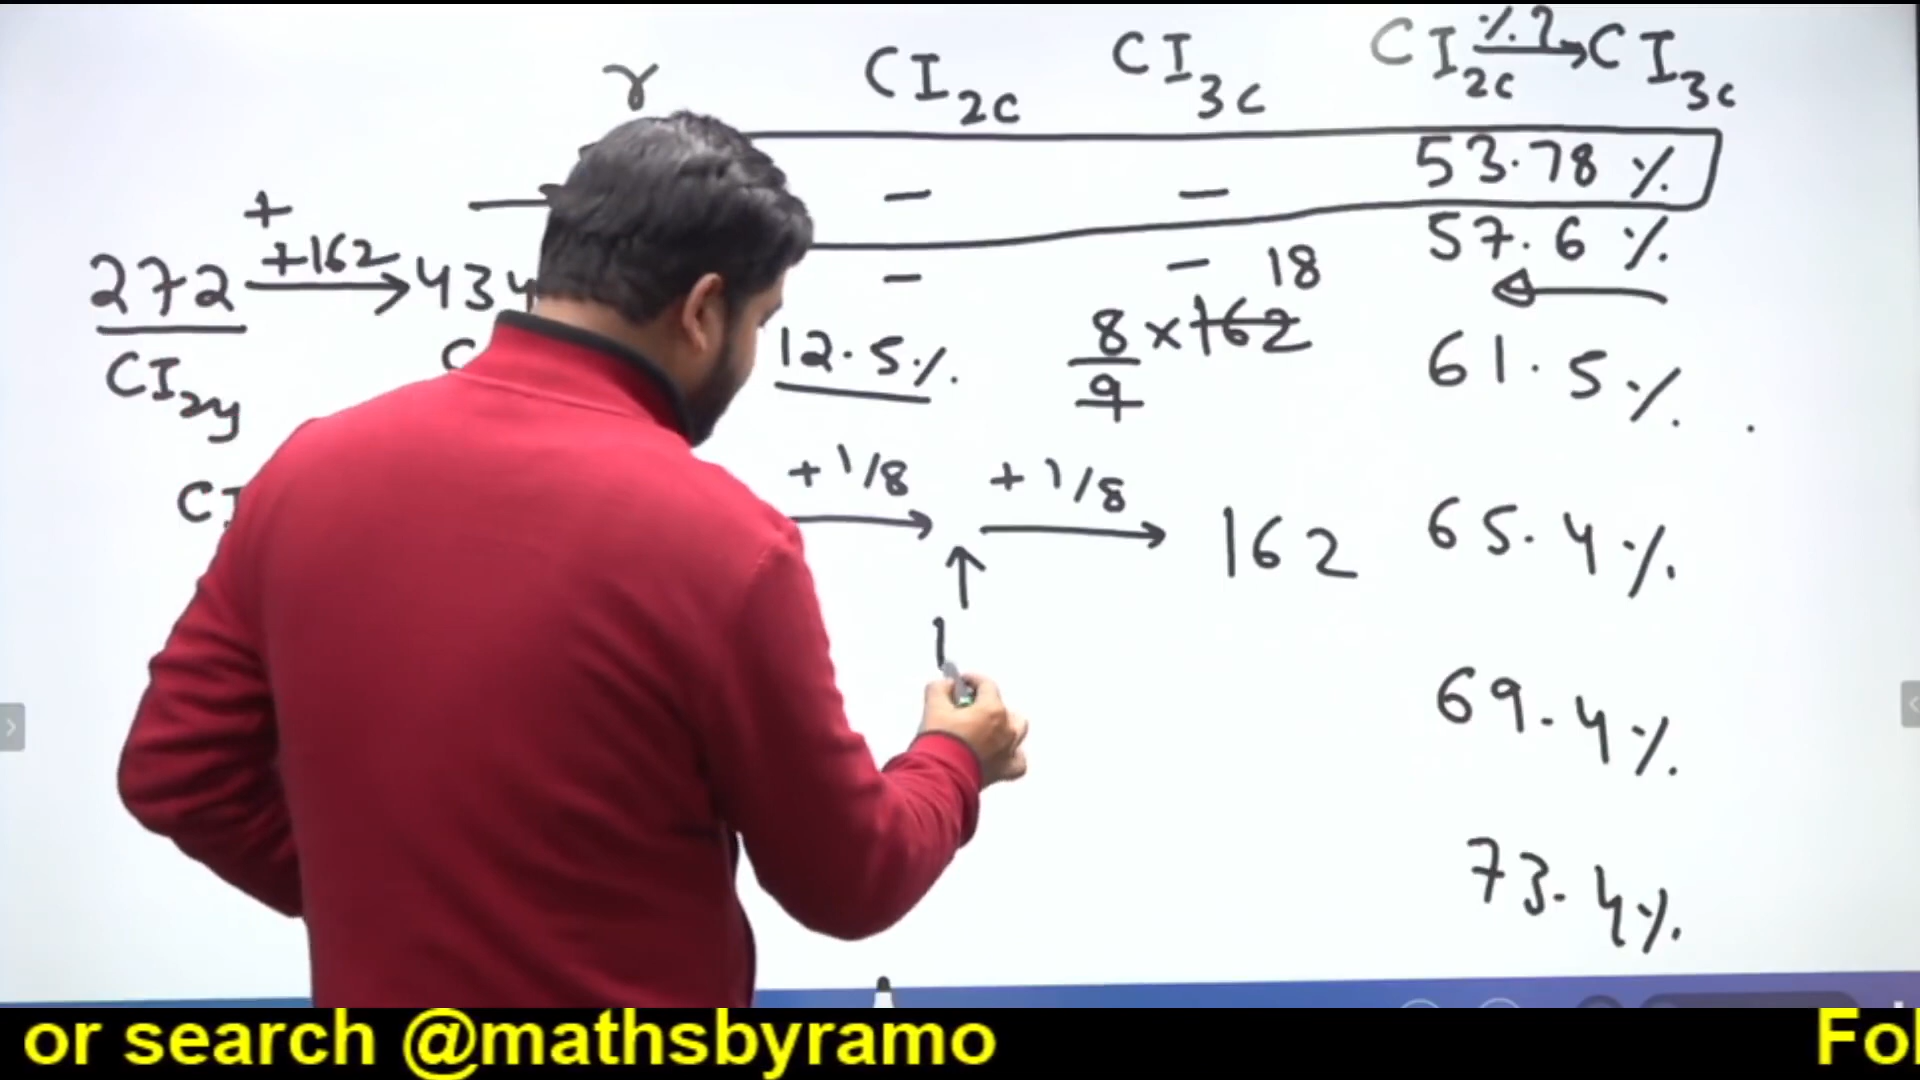 r CI2c CI3c CI2c %? → CI3c
53.78 %
57.6 %
272 + +162 → 434
CI2y
12.5%
8/9 × 162 18
61.5%
CI +1/8 → +1/8 → 162
65.4%
69.4%
73.4%
or search @mathsbyramo
Fol